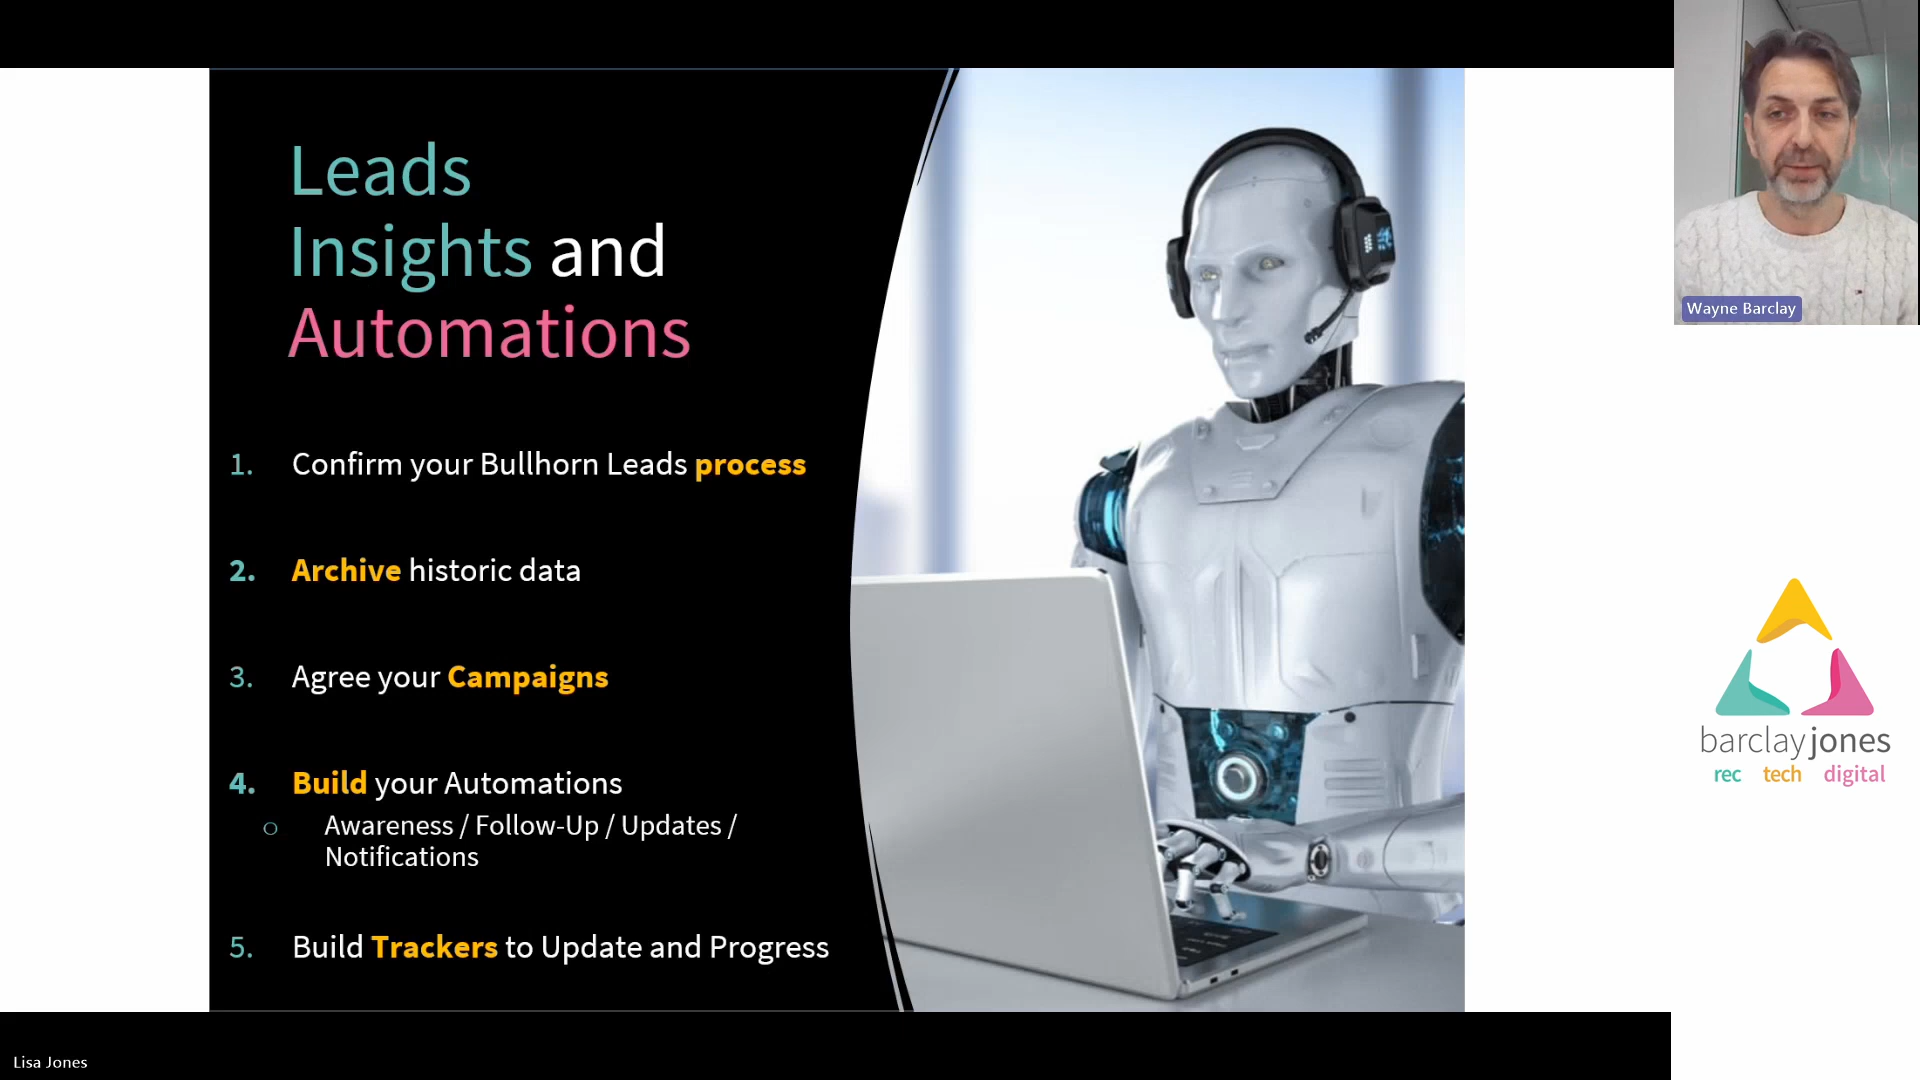 Leads
Insights and
Automations
1. Confirm your Bullhorn Leads process
2. Archive historic data
3. Agree your Campaigns
4. Build your Automations
○ Awareness / Follow-Up / Updates /
Notifications
5. Build Trackers to Update and Progress
Wayne Barclay
barclayjones
rec tech digital
Lisa Jones